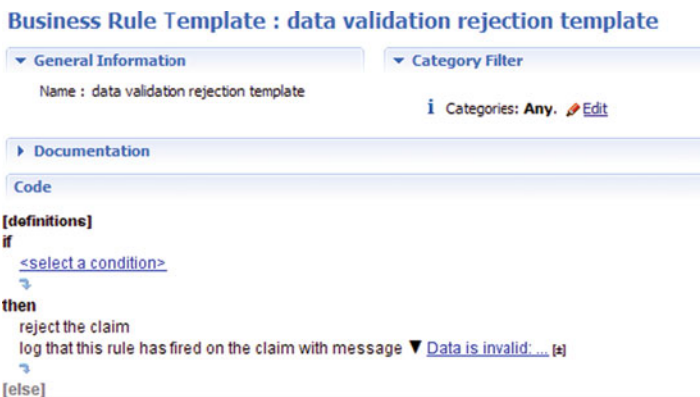 Business Rule Template : data validation rejection template
General Information
Category Filter
Name : data validation rejection template
i Categories: Any. Edit
Documentation
Code
[definitions]
if
<select a condition>
then
reject the claim
log that this rule has fired on the claim with message ▼ Data is invalid: ... [±]
[else]